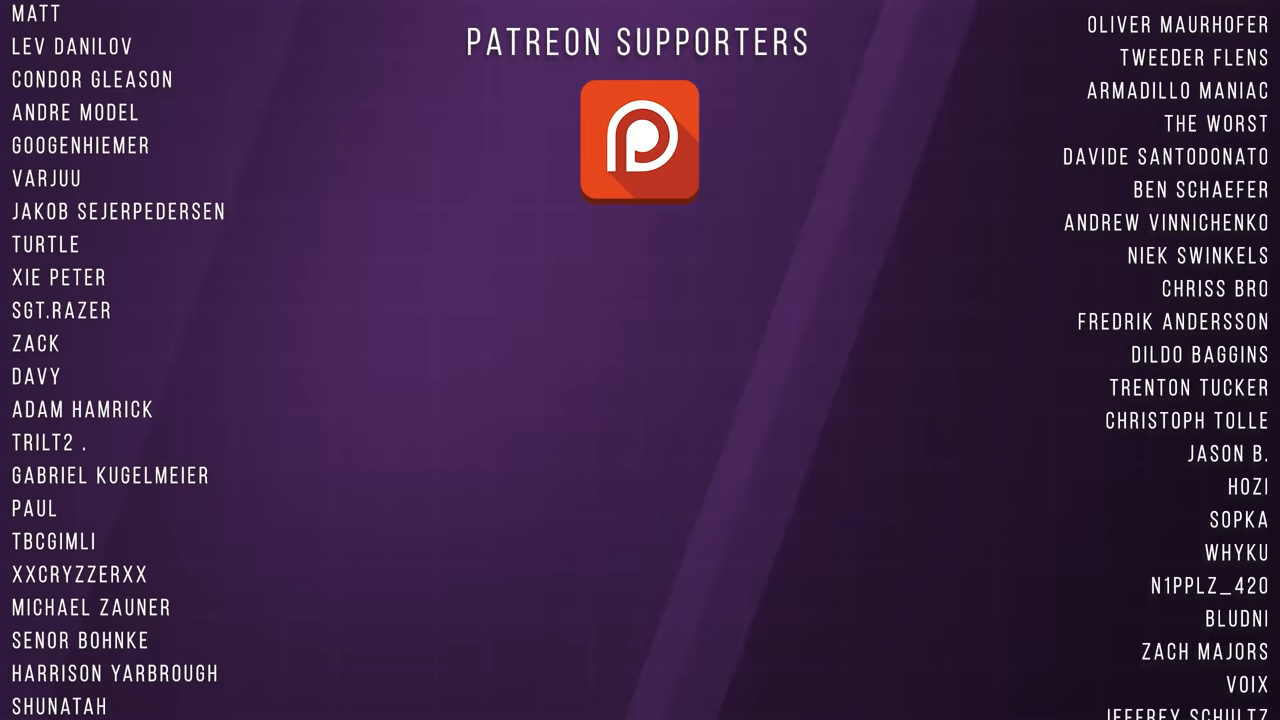 PATREON SUPPORTERS
MATT
LEV DANILOV
CONDOR GLEASON
ANDRE MODEL
GOOGENHIEMER
VARJUU
JAKOB SEJERPEDERSEN
TURTLE
XIE PETER
SGT.RAZER
ZACK
DAVY
ADAM HAMRICK
TRILT2 .
GABRIEL KUGELMEIER
PAUL
TBCGIMLI
XXCRYZZERXX
MICHAEL ZAUNER
SENOR BOHNKE
HARRISON YARBROUGH
SHUNATAH
OLIVER MAURHOFER
TWEEDER FLENS
ARMADILLO MANIAC
THE WORST
DAVIDE SANTODONATO
BEN SCHAEFER
ANDREW VINNICHENKO
NIEK SWINKELS
CHRISS BRO
FREDRIK ANDERSSON
DILDO BAGGINS
TRENTON TUCKER
CHRISTOPH TOLLE
JASON B.
HOZI
SOPKA
WHYKU
N1PPLZ_420
BLUDNI
ZACH MAJORS
VOIX
JEFFREY SCHULTZ